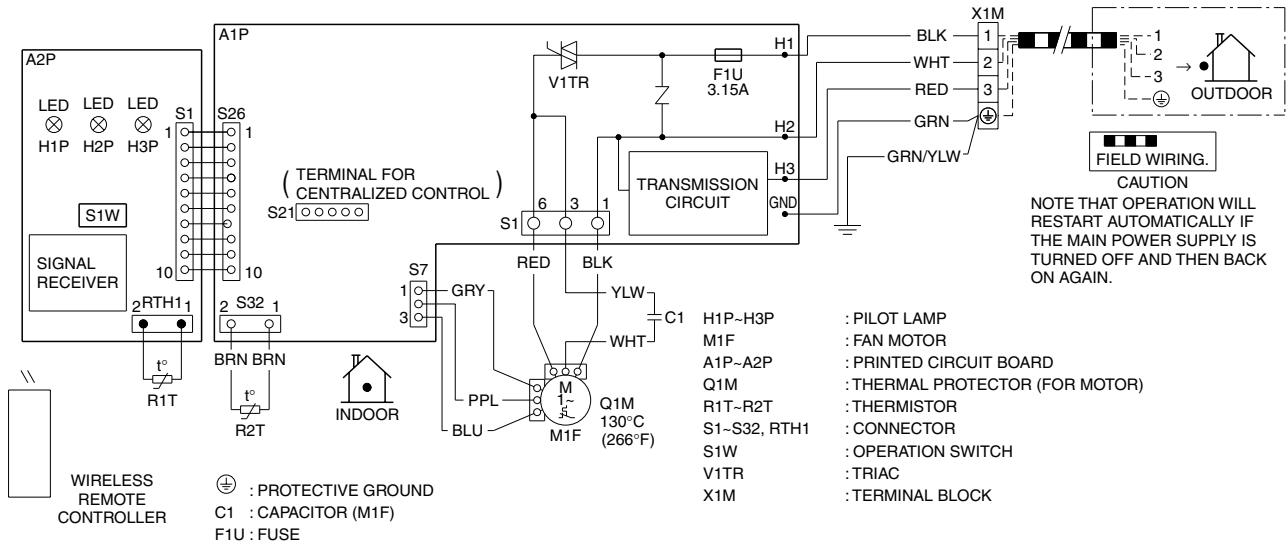 A2P
LED LED LED
H1P H2P H3P
S1
1
10
S1W
SIGNAL
RECEIVER
2 RTH1 1
t°
R1T
WIRELESS
REMOTE
CONTROLLER
A1P
S26
1
10
(TERMINAL FOR
CENTRALIZED CONTROL)
S21
2 S32 1
BRN BRN
t°
R2T
INDOOR
S7
1
3
GRY
PPL
BLU
V1TR
F1U
3.15A
H1
H2
H3
GND
TRANSMISSION
CIRCUIT
6 3 1
S1
RED BLK
YLW
C1
WHT
M
1~
M1F
Q1M
130°C
(266°F)
X1M
BLK 1
WHT 2
RED 3
GRN
GRN/YLW
1
2
3
→
OUTDOOR
FIELD WIRING.
CAUTION
NOTE THAT OPERATION WILL
RESTART AUTOMATICALLY IF
THE MAIN POWER SUPPLY IS
TURNED OFF AND THEN BACK
ON AGAIN.
: PROTECTIVE GROUND
C1 : CAPACITOR (M1F)
F1U : FUSE
H1P~H3P : PILOT LAMP
M1F : FAN MOTOR
A1P~A2P : PRINTED CIRCUIT BOARD
Q1M : THERMAL PROTECTOR (FOR MOTOR)
R1T~R2T : THERMISTOR
S1~S32, RTH1 : CONNECTOR
S1W : OPERATION SWITCH
V1TR : TRIAC
X1M : TERMINAL BLOCK